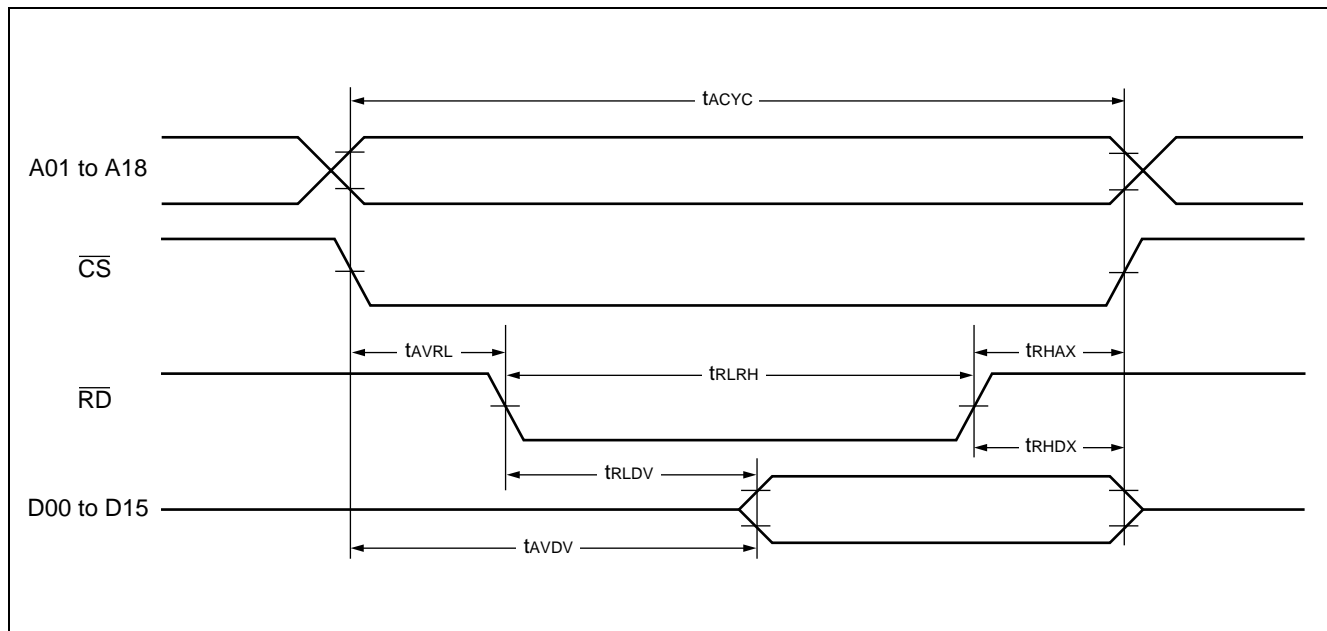 tACYC
A01 to A18
CS
tAVRL
tRHAX
tRLRH
RD
tRHDX
tRLDV
D00 to D15
tAVDV